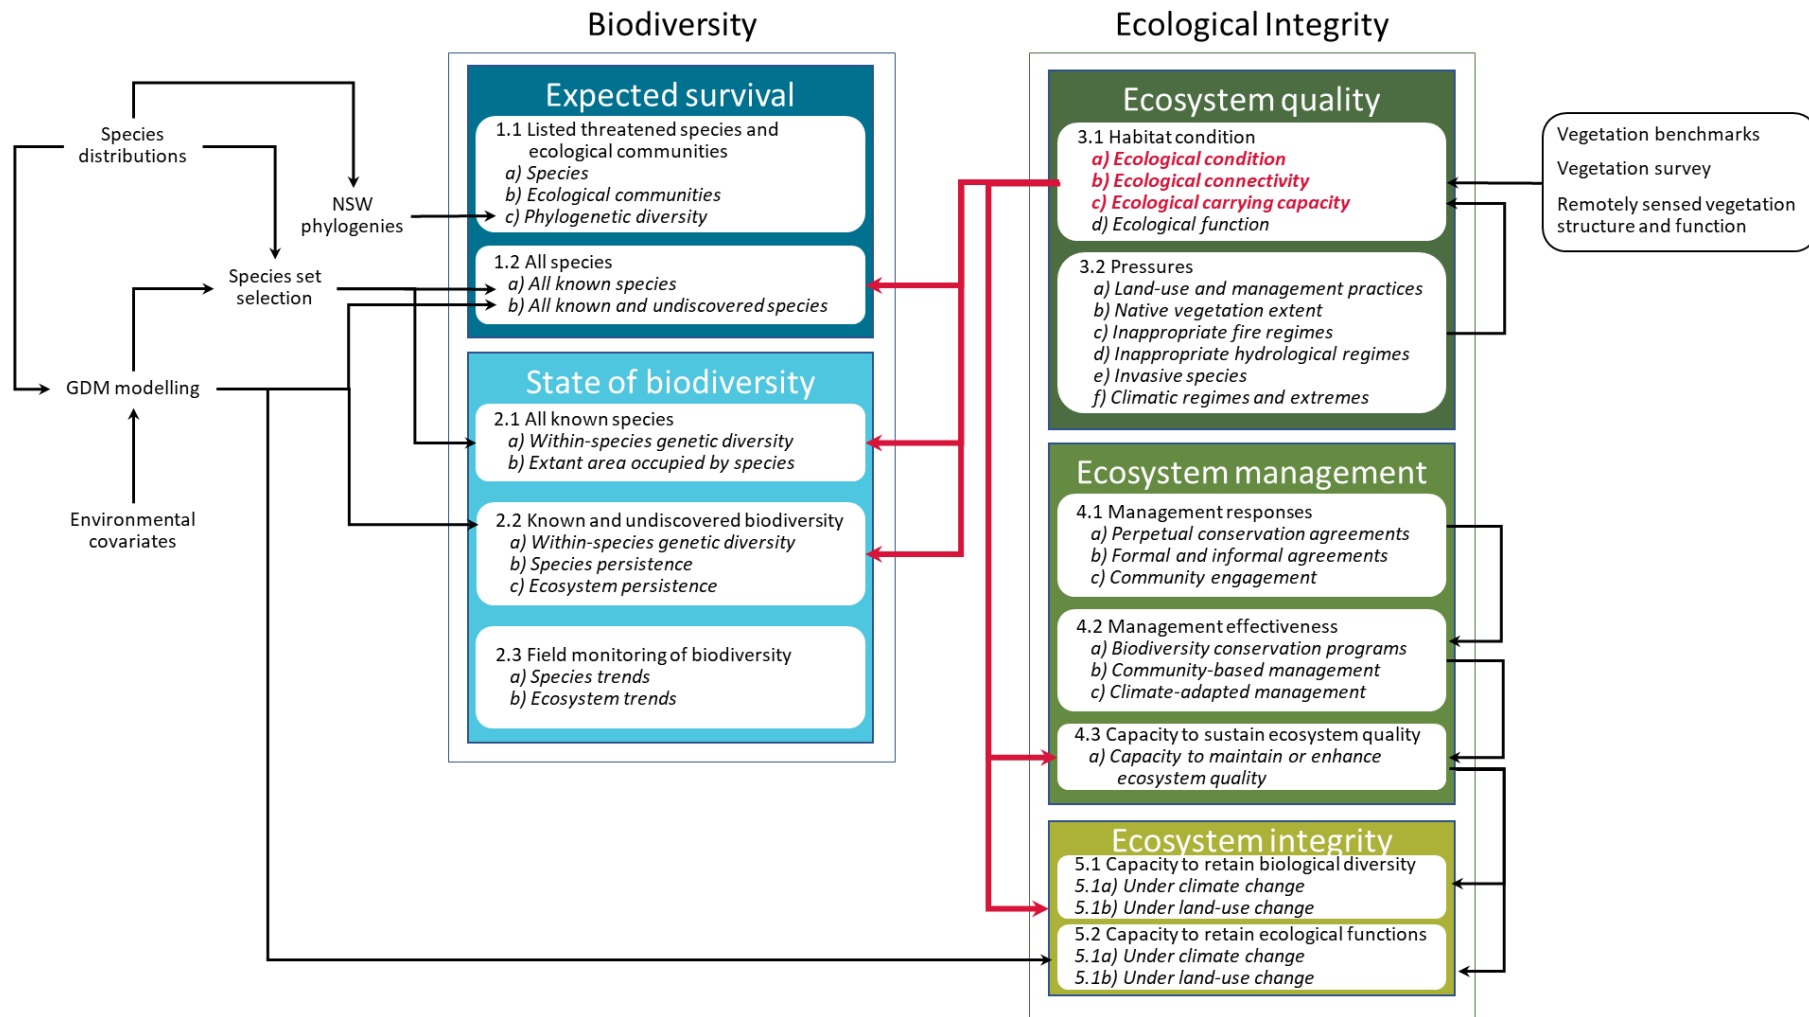 Biodiversity
Ecological Integrity
Species
distributions
NSW
phylogenies
Species set
selection
GDM modelling
Environmental
covariates
Expected survival
1.1 Listed threatened species and
ecological communities
a) Species
b) Ecological communities
c) Phylogenetic diversity
1.2 All species
a) All known species
b) All known and undiscovered species
State of biodiversity
2.1 All known species
a) Within-species genetic diversity
b) Extant area occupied by species
2.2 Known and undiscovered biodiversity
a) Within-species genetic diversity
b) Species persistence
c) Ecosystem persistence
2.3 Field monitoring of biodiversity
a) Species trends
b) Ecosystem trends
Ecosystem quality
3.1 Habitat condition
a) Ecological condition
b) Ecological connectivity
c) Ecological carrying capacity
d) Ecological function
3.2 Pressures
a) Land-use and management practices
b) Native vegetation extent
c) Inappropriate fire regimes
d) Inappropriate hydrological regimes
e) Invasive species
f) Climatic regimes and extremes
Ecosystem management
4.1 Management responses
a) Perpetual conservation agreements
b) Formal and informal agreements
c) Community engagement
4.2 Management effectiveness
a) Biodiversity conservation programs
b) Community-based management
c) Climate-adapted management
4.3 Capacity to sustain ecosystem quality
a) Capacity to maintain or enhance
ecosystem quality
Ecosystem integrity
5.1 Capacity to retain biological diversity
5.1a) Under climate change
5.1b) Under land-use change
5.2 Capacity to retain ecological functions
5.1a) Under climate change
5.1b) Under land-use change
Vegetation benchmarks
Vegetation survey
Remotely sensed vegetation
structure and function